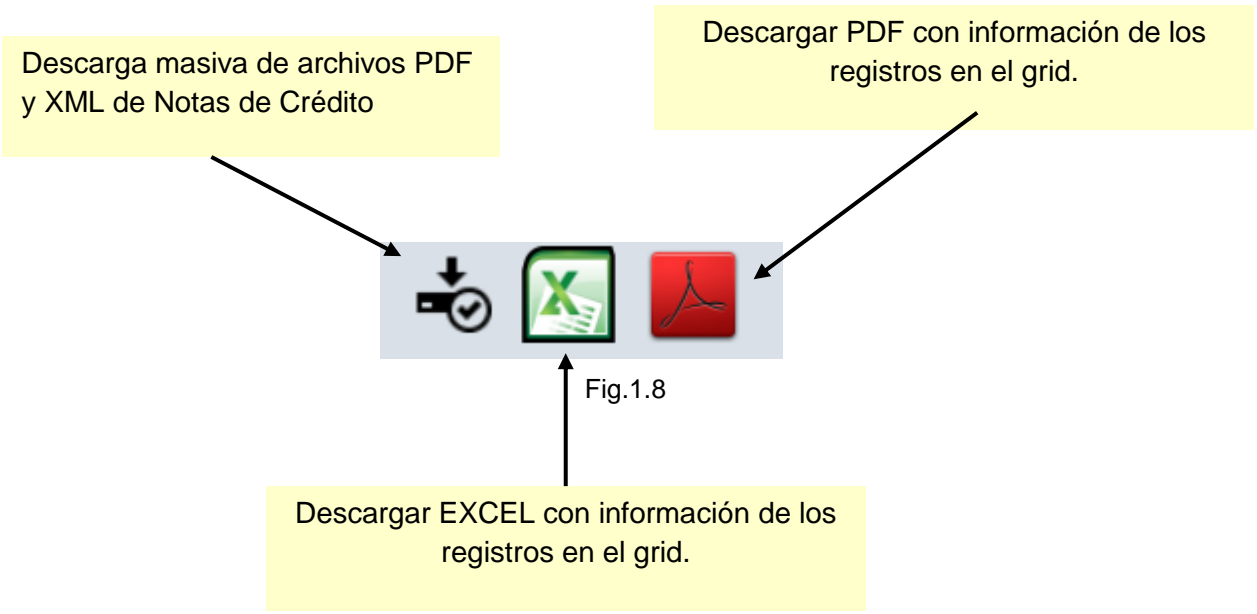 Descarga masiva de archivos PDF
y XML de Notas de Crédito
Descargar PDF con información de los
registros en el grid.
Fig.1.8
Descargar EXCEL con información de los
registros en el grid.